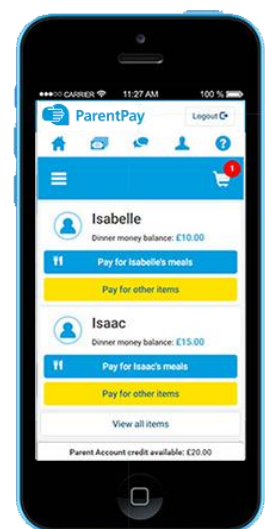 CARRIER 11:27 AM 100 %
ParentPay Logout
1
Isabelle
Dinner money balance: £10.00
Pay for Isabelle's meals
Pay for other items
Isaac
Dinner money balance: £15.00
Pay for Isaac's meals
Pay for other items
View all items
Parent Account credit available: £20.00